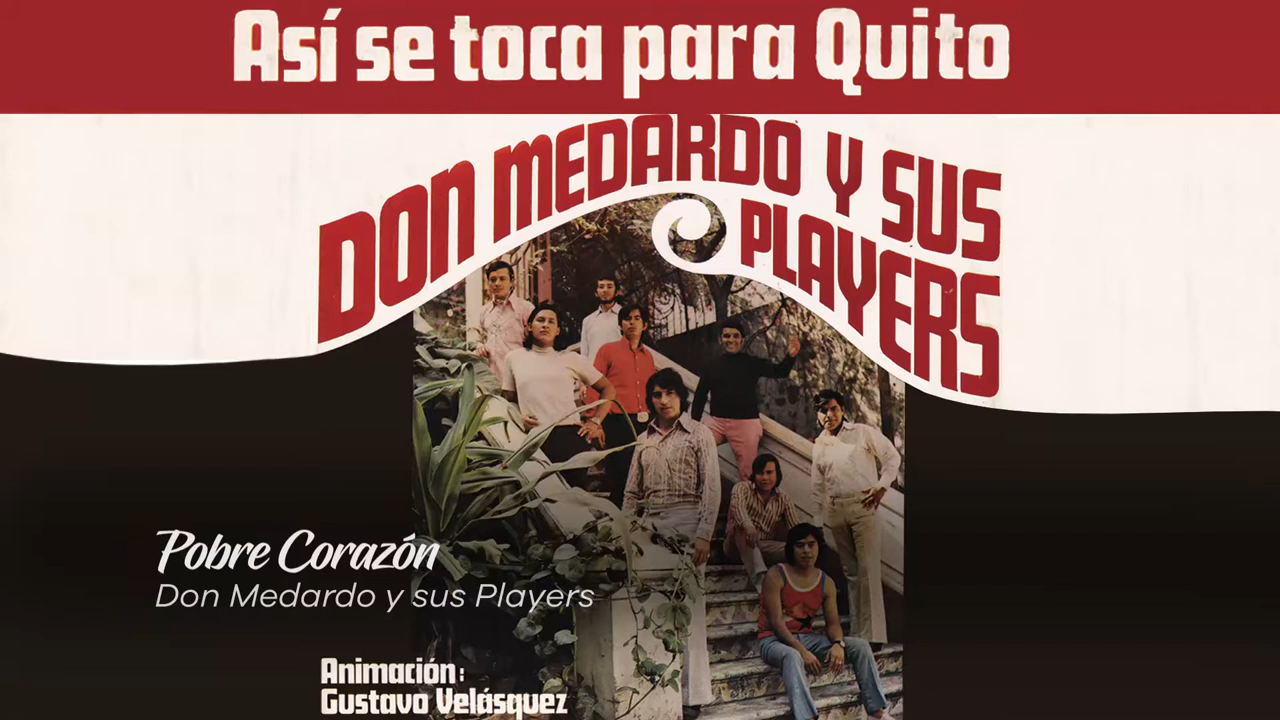 Así se toca para Quito
DON MEDARDO Y SUS
PLAYERS
Pobre Corazón
Don Medardo y sus Players
Animación:
Gustavo Velásquez